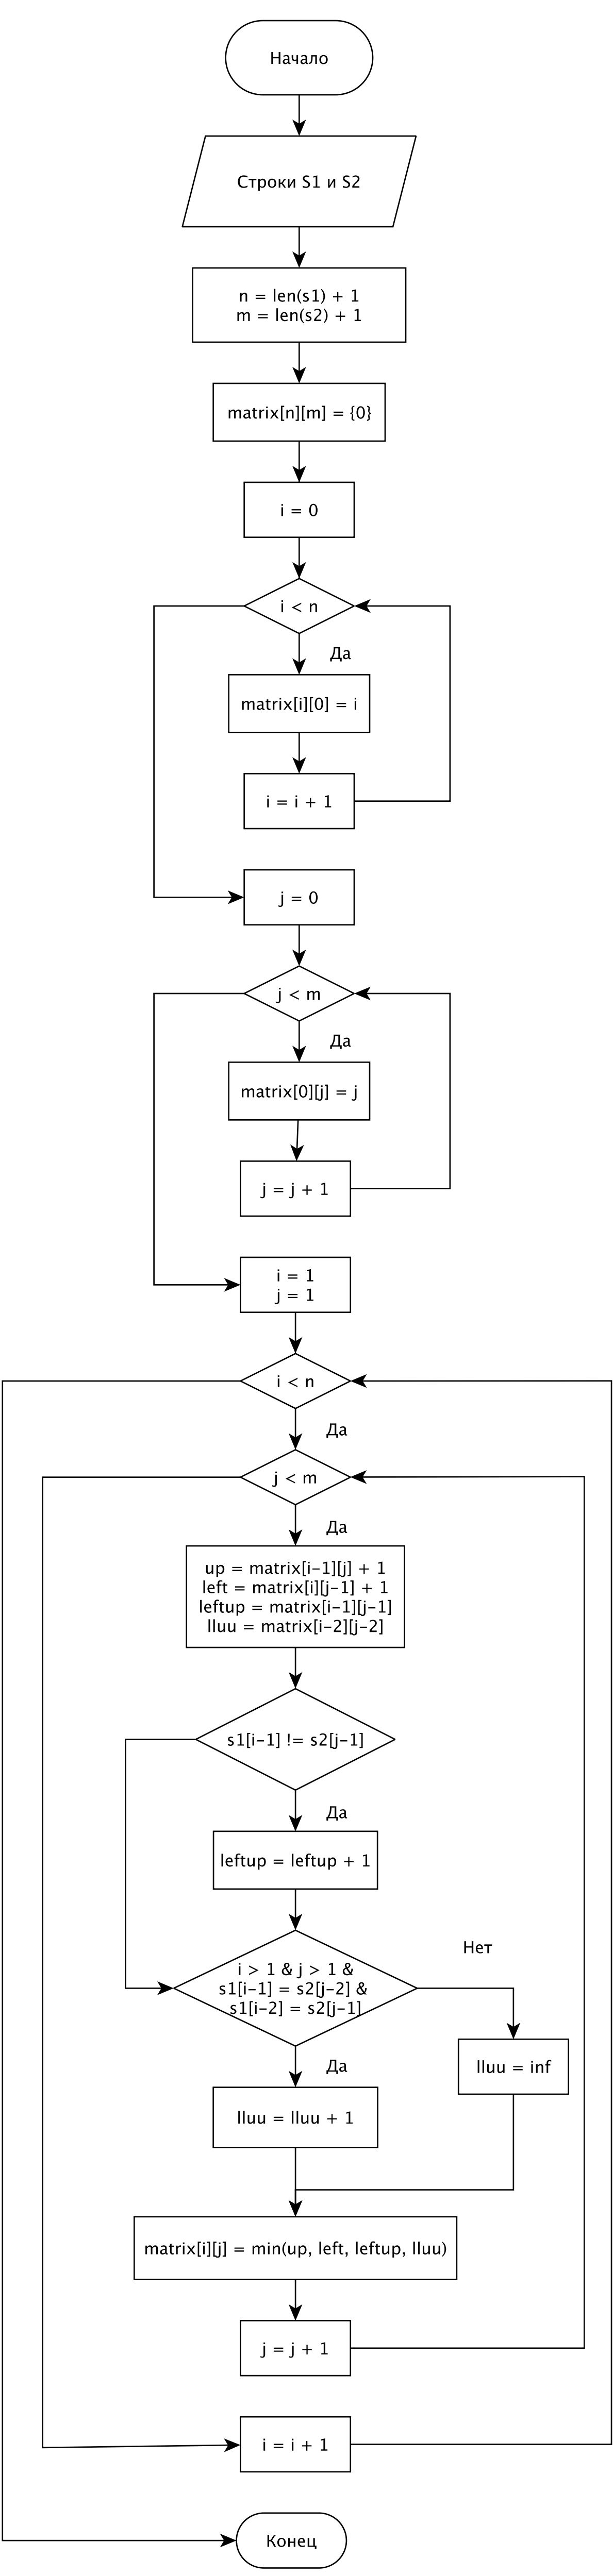 Начало
Строки S1 и S2
n = len(s1) + 1
m = len(s2) + 1
matrix[n][m] = {0}
i = 0
i < n
Да
matrix[i][0] = i
i = i + 1
j = 0
j < m
Да
matrix[0][j] = j
j = j + 1
i = 1
j = 1
i < n
Да
j < m
Да
up = matrix[i-1][j] + 1
left = matrix[i][j-1] + 1
leftup = matrix[i-1][j-1]
lluu = matrix[i-2][j-2]
s1[i-1] != s2[j-1]
Да
leftup = leftup + 1
Нет
i > 1 & j > 1 &
s1[i-1] = s2[j-2] &
s1[i-2] = s2[j-1]
Да
lluu = inf
lluu = lluu + 1
matrix[i][j] = min(up, left, leftup, lluu)
j = j + 1
i = i + 1
Конец